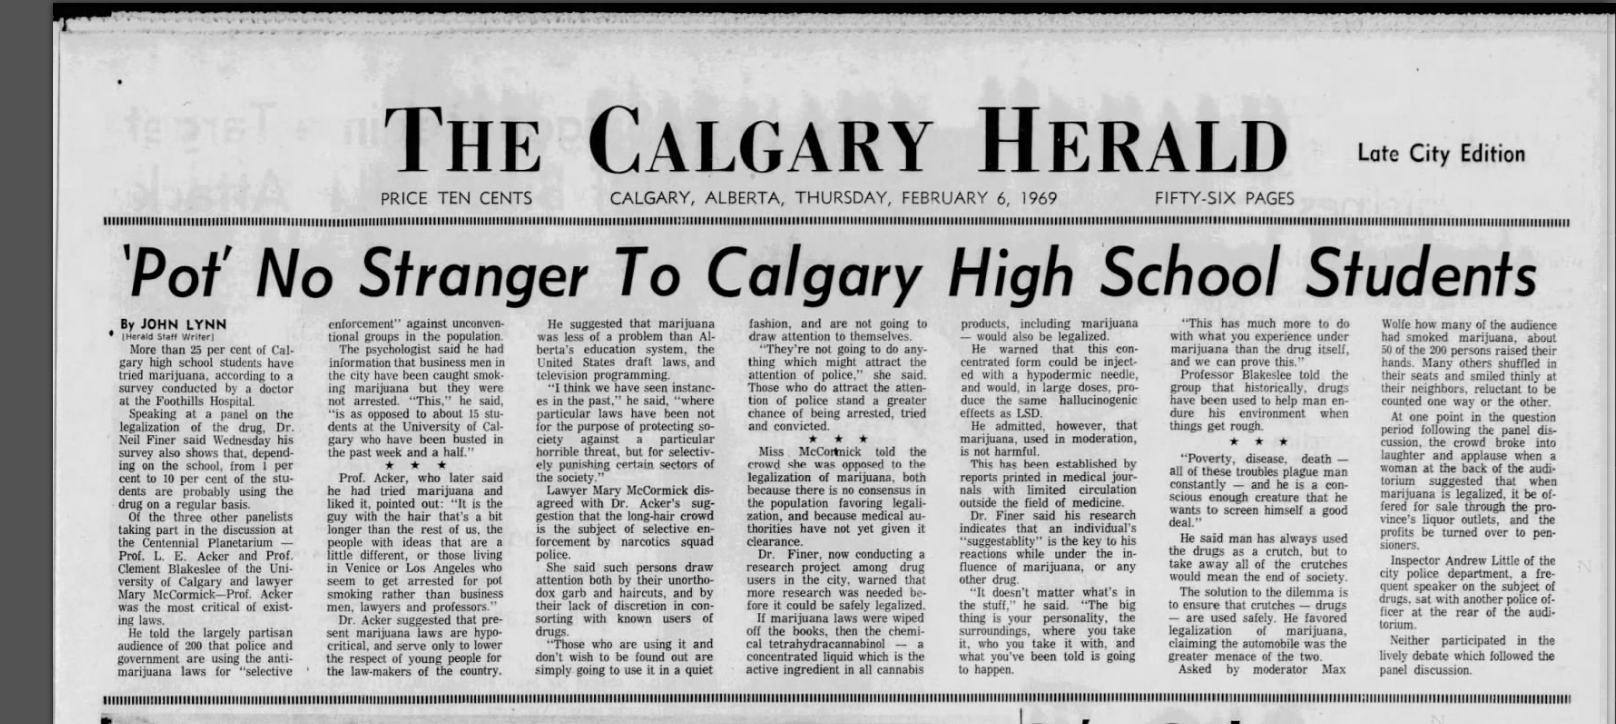 THE CALGARY HERALD
Late City Edition
PRICE TEN CENTS
CALGARY, ALBERTA, THURSDAY, FEBRUARY 6, 1969
FIFTY-SIX PAGES
'Pot' No Stranger To Calgary High School Students
By JOHN LYNN
(Herald Staff Writer)
More than 25 per cent of Cal-
gary high school students have
tried marijuana, according to a
survey conducted by a doctor
at the Foothills Hospital.
Speaking at a panel on the
legalization of the drug, Dr.
Neil Finer said Wednesday his
survey also shows that, depend-
ing on the school, from 1 per
cent to 10 per cent of the stu-
dents are probably using the
drug on a regular basis.
Of the three other panelists
taking part in the discussion at
the Centennial Planetarium —
Prof. L. E. Acker and Prof.
Clement Blakeslee of the Uni-
versity of Calgary and lawyer
Mary McCormick—Prof. Acker
was the most critical of exist-
ing laws.
He told the largely partisan
audience of 200 that police and
government are using the anti-
marijuana laws for "selective
enforcement" against unconven-
tional groups in the population.
The psychologist said he had
information that business men in
the city have been caught smok-
ing marijuana but they were
not arrested. "This," he said,
"is as opposed to about 15 stu-
dents at the University of Cal-
gary who have been busted in
the past week and a half."
★ ★ ★
Prof. Acker, who later said
he had tried marijuana and
liked it, pointed out: "It is the
guy with the hair that's a bit
longer than the rest of us, the
people with ideas that are a
little different, or those living
in Venice or Los Angeles who
seem to get arrested for pot
smoking rather than business
men, lawyers and professors."
Dr. Acker suggested that pre-
sent marijuana laws are hypo-
critical, and serve only to lower
the respect of young people for
the law-makers of the country.
He suggested that marijuana
was less of a problem than Al-
berta's education system, the
United States draft laws, and
television programming.
"I think we have seen instanc-
es in the past," he said, "where
particular laws have been not
for the purpose of protecting so-
ciety against a particular
horrible threat, but for selectiv-
ely punishing certain sectors of
the society."
Lawyer Mary McCormick dis-
agreed with Dr. Acker's sug-
gestion that the long-hair crowd
is the subject of selective en-
forcement by narcotics squad
police.
She said such persons draw
attention both by their unortho-
dox garb and haircuts, and by
their lack of discretion in con-
sorting with known users of
drugs.
"Those who are using it and
don't wish to be found out are
simply going to use it in a quiet
fashion, and are not going to
draw attention to themselves.
"They're not going to do any-
thing which might attract the
attention of police," she said.
Those who do attract the atten-
tion of police stand a greater
chance of being arrested, tried
and convicted.
★ ★ ★
Miss McCormick told the
crowd she was opposed to the
legalization of marijuana, both
because there is no consensus in
the population favoring legali-
zation, and because medical au-
thorities have not yet given it
clearance.
Dr. Finer, now conducting a
research project among drug
users in the city, warned that
more research was needed be-
fore it could be safely legalized.
If marijuana laws were wiped
off the books, then the chemi-
cal tetrahydracannabinol — a
concentrated liquid which is the
active ingredient in all cannabis
products, including marijuana
— would also be legalized.
He warned that this con-
centrated form could be inject-
ed with a hypodermic needle,
and would, in large doses, pro-
duce the same hallucinogenic
effects as LSD.
He admitted, however, that
marijuana, used in moderation,
is not harmful.
This has been established by
reports printed in medical jour-
nals with limited circulation
outside the field of medicine.
Dr. Finer said his research
indicates that an individual's
"suggestablity" is the key to his
reactions while under the in-
fluence of marijuana, or any
other drug.
"It doesn't matter what's in
the stuff," he said. "The big
thing is your personality, the
surroundings, where you take
it, who you take it with, and
what you've been told is going
to happen.
"This has much more to do
with what you experience under
marijuana than the drug itself,
and we can prove this."
Professor Blakeslee told the
group that historically, drugs
have been used to help man en-
dure his environment when
things get rough.
★ ★ ★
"Poverty, disease, death —
all of these troubles plague man
constantly — and he is a con-
scious enough creature that he
wants to screen himself a good
deal."
He said man has always used
the drugs as a crutch, but to
take away all of the crutches
would mean the end of society.
The solution to the dilemma is
to ensure that crutches — drugs
— are used safely. He favored
legalization of marijuana,
claiming the automobile was the
greater menace of the two.
Asked by moderator Max
Wolfe how many of the audience
had smoked marijuana, about
50 of the 200 persons raised their
hands. Many others shuffled in
their seats and smiled thinly at
their neighbors, reluctant to be
counted one way or the other.
At one point in the question
period following the panel dis-
cussion, the crowd broke into
laughter and applause when a
woman at the back of the audi-
torium suggested that when
marijuana is legalized, it be of-
fered for sale through the pro-
vince's liquor outlets, and the
profits be turned over to pen-
sioners.
Inspector Andrew Little of the
city police department, a fre-
quent speaker on the subject of
drugs, sat with another police of-
ficer at the rear of the audi-
torium.
Neither participated in the
lively debate which followed the
panel discussion.